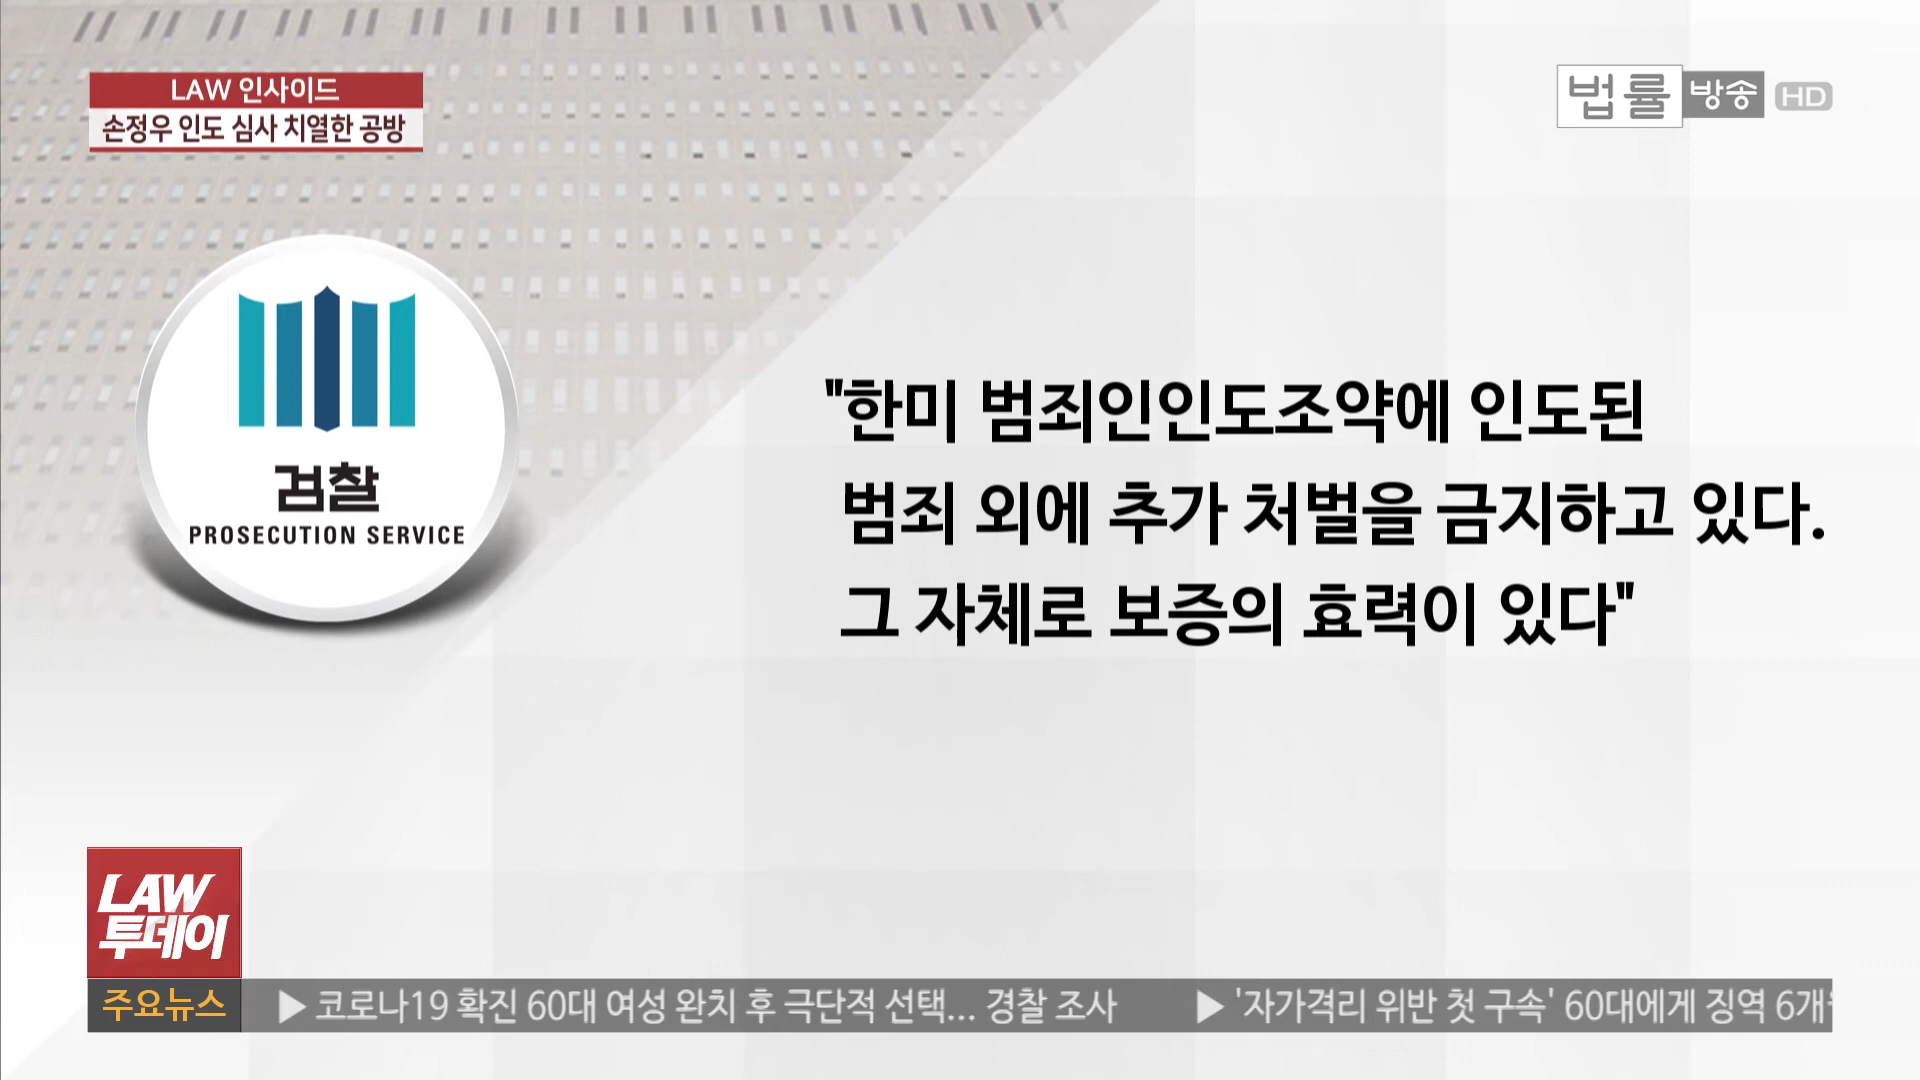 LAW 인사이드
손정우 인도 심사 치열한 공방
법률방송 HD
검찰
PROSECUTION SERVICE
"한미 범죄인인도조약에 인도된
범죄 외에 추가 처벌을 금지하고 있다.
그 자체로 보증의 효력이 있다"
LAW
투데이
주요뉴스
▶ 코로나19 확진 60대 여성 완치 후 극단적 선택... 경찰 조사 ▶ '자가격리 위반 첫 구속' 60대에게 징역 6개